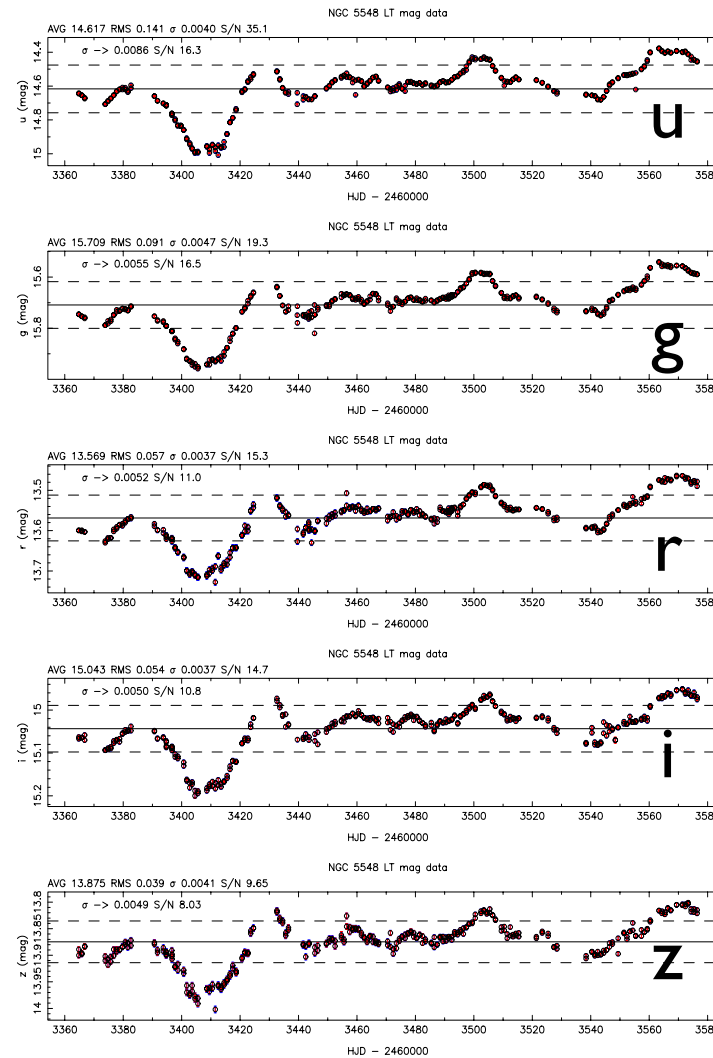 NGC 5548 LT mag data
AVG 14.617 RMS 0.141 σ 0.0040 S/N 35.1
σ -> 0.0086 S/N 16.3
14.4
14.6
14.8
15
u (mag)
u
3360 3380 3400 3420 3440 3460 3480 3500 3520 3540 3560 358
HJD - 2460000
NGC 5548 LT mag data
AVG 15.709 RMS 0.091 σ 0.0047 S/N 19.3
σ -> 0.0055 S/N 16.5
15.6
15.8
g (mag)
g
3360 3380 3400 3420 3440 3460 3480 3500 3520 3540 3560 358
HJD - 2460000
NGC 5548 LT mag data
AVG 13.569 RMS 0.057 σ 0.0037 S/N 15.3
σ -> 0.0052 S/N 11.0
13.5
13.6
13.7
r (mag)
r
3360 3380 3400 3420 3440 3460 3480 3500 3520 3540 3560 358
HJD - 2460000
NGC 5548 LT mag data
AVG 15.043 RMS 0.054 σ 0.0037 S/N 14.7
σ -> 0.0050 S/N 10.8
15
15.1
15.2
i (mag)
i
3360 3380 3400 3420 3440 3460 3480 3500 3520 3540 3560 358
HJD - 2460000
NGC 5548 LT mag data
AVG 13.875 RMS 0.039 σ 0.0041 S/N 9.65
σ -> 0.0049 S/N 8.03
13.8
13.85
13.9
13.95
14
z (mag)
z
3360 3380 3400 3420 3440 3460 3480 3500 3520 3540 3560 358
HJD - 2460000